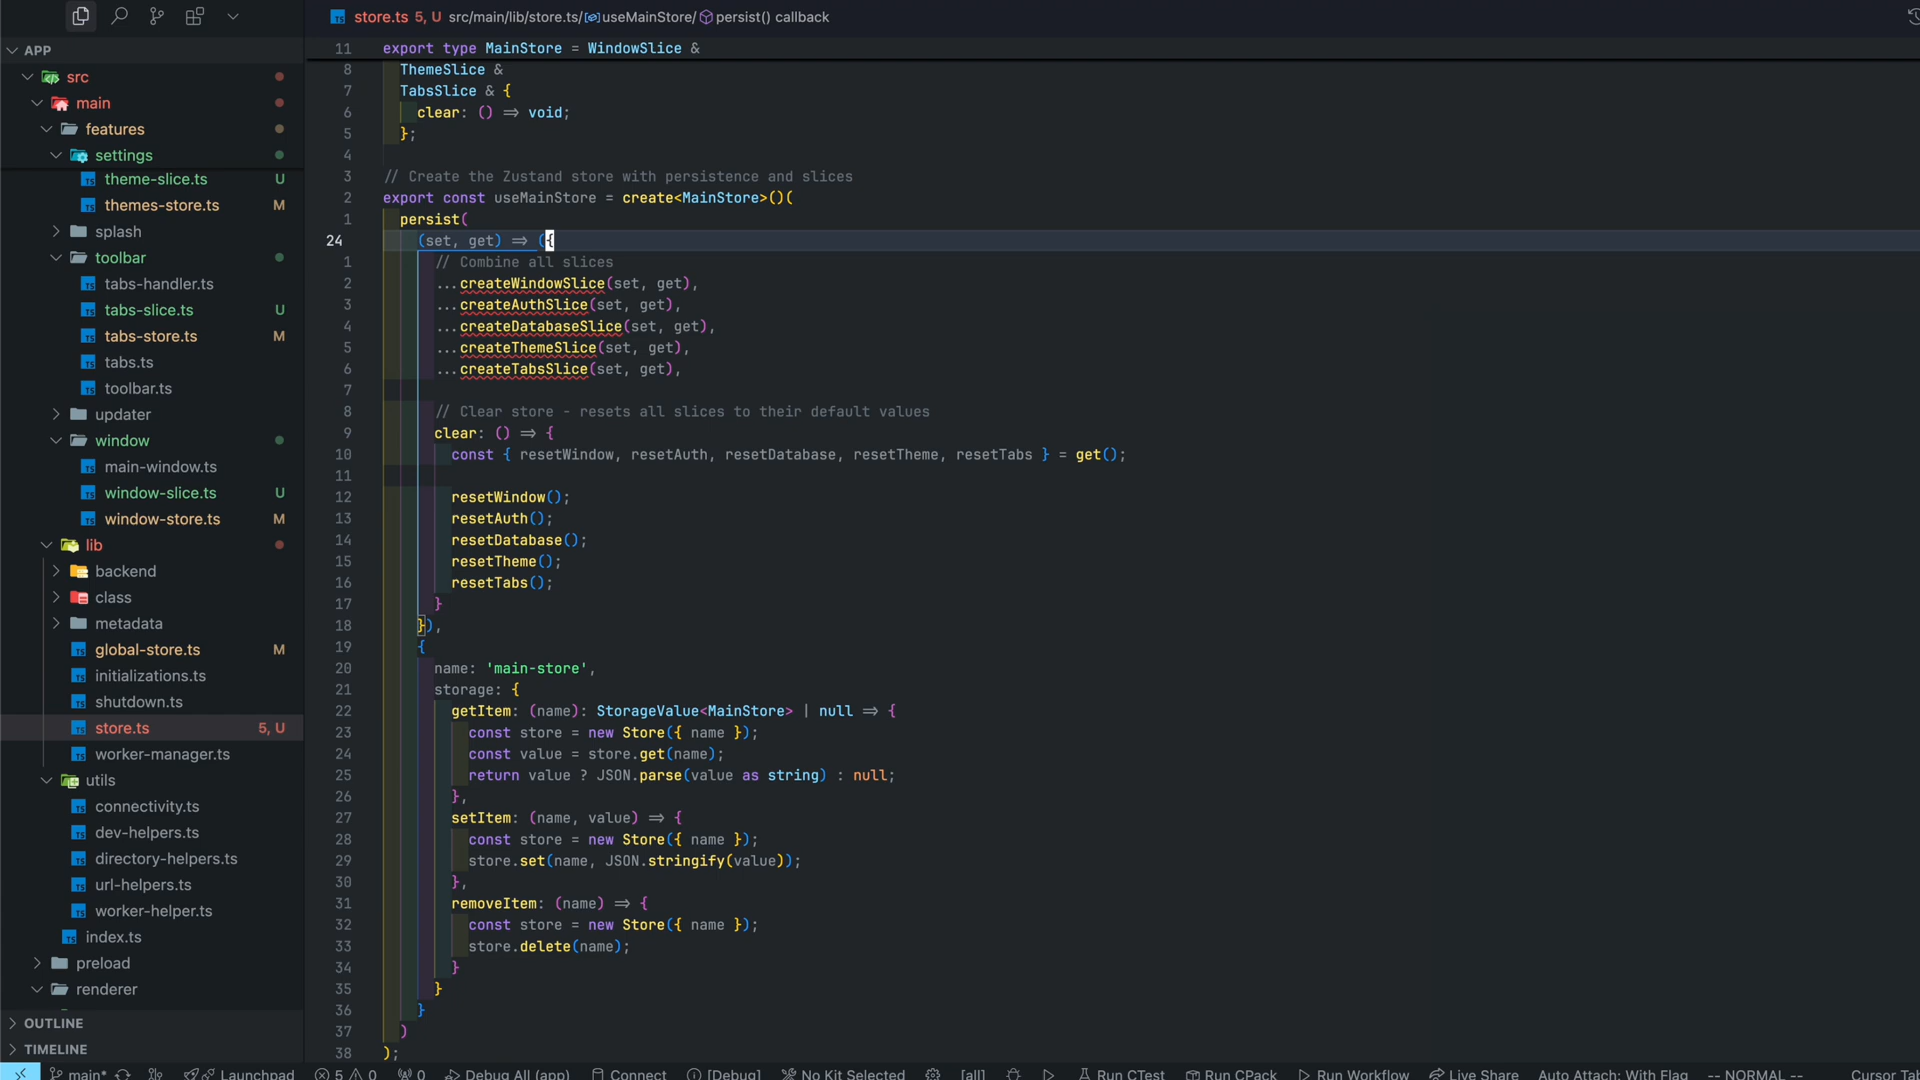 store.ts 5, U src/main/lib/store.ts/useMainStore/persist() callback
APP
src
main
features
settings
theme-slice.ts U
themes-store.ts M
splash
toolbar
tabs-handler.ts
tabs-slice.ts U
tabs-store.ts M
tabs.ts
toolbar.ts
updater
window
main-window.ts
window-slice.ts U
window-store.ts M
lib
backend
class
metadata
global-store.ts M
initializations.ts
shutdown.ts
store.ts 5, U
worker-manager.ts
utils
connectivity.ts
dev-helpers.ts
directory-helpers.ts
url-helpers.ts
worker-helper.ts
index.ts
preload
renderer
OUTLINE
TIMELINE
11 export type MainStore = WindowSlice &
8 ThemeSlice &
7 TabsSlice & {
6 clear: () => void;
5 };
4
3 // Create the Zustand store with persistence and slices
2 export const useMainStore = create<MainStore>()(
1 persist(
24 (set, get) => ({
1 // Combine all slices
2 ...createWindowSlice(set, get),
3 ...createAuthSlice(set, get),
4 ...createDatabaseSlice(set, get),
5 ...createThemeSlice(set, get),
6 ...createTabsSlice(set, get),
7
8 // Clear store - resets all slices to their default values
9 clear: () => {
10 const { resetWindow, resetAuth, resetDatabase, resetTheme, resetTabs } = get();
11
12 resetWindow();
13 resetAuth();
14 resetDatabase();
15 resetTheme();
16 resetTabs();
17 }
18 }),
19 {
20 name: 'main-store',
21 storage: {
22 getItem: (name): StorageValue<MainStore> | null => {
23 const store = new Store({ name });
24 const value = store.get(name);
25 return value ? JSON.parse(value as string) : null;
26 },
27 setItem: (name, value) => {
28 const store = new Store({ name });
29 store.set(name, JSON.stringify(value));
30 },
31 removeItem: (name) => {
32 const store = new Store({ name });
33 store.delete(name);
34 }
35 }
36 }
37 )
38 );
main* Launchpad 5 0 0 Debug All (app) Connect [Debug] No Kit Selected [all] Run CTest Run CPack Run Workflow Live Share Auto Attach: With Flag -- NORMAL -- Cursor Tab